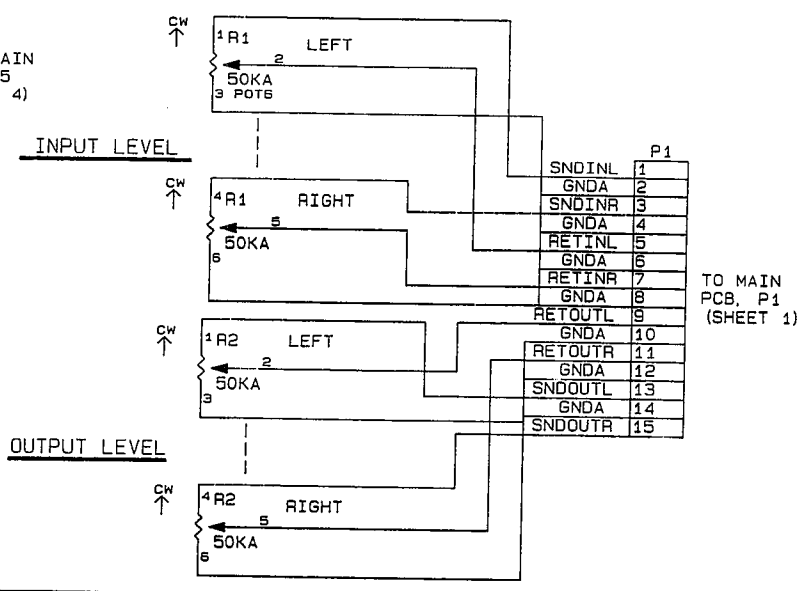 CW
1 R1
LEFT
2
50KA
3 POT6
AIN
5
4)
INPUT LEVEL
P1
SNDINL 1
GNDA 2
SNDINR 3
GNDA 4
RETINL 5
GNDA 6
RETINR 7
GNDA 8
RETOUTL 9
GNDA 10
RETOUTR 11
GNDA 12
SNDOUTL 13
GNDA 14
SNDOUTR 15
TO MAIN
PCB, P1
(SHEET 1)
CW
4 R1
RIGHT
5
50KA
6
CW
1 R2
LEFT
2
50KA
3
OUTPUT LEVEL
CW
4 R2
RIGHT
5
50KA
6